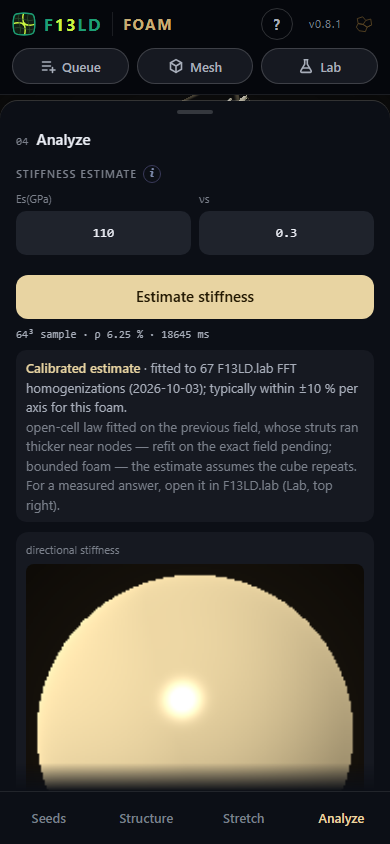 F13LD FOAM ? v0.8.1
Queue Mesh Lab
04 Analyze
STIFFNESS ESTIMATE i
Es(GPa) νs
110 0.3
Estimate stiffness
64³ sample · ρ 6.25 % · 18645 ms
Calibrated estimate · fitted to 67 F13LD.lab FFT
homogenizations (2026-10-03); typically within ±10 % per
axis for this foam.
open-cell law fitted on the previous field, whose struts ran
thicker near nodes — refit on the exact field pending;
bounded foam — the estimate assumes the cube repeats.
For a measured answer, open it in F13LD.lab (Lab, top
right).
directional stiffness
Seeds Structure Stretch Analyze